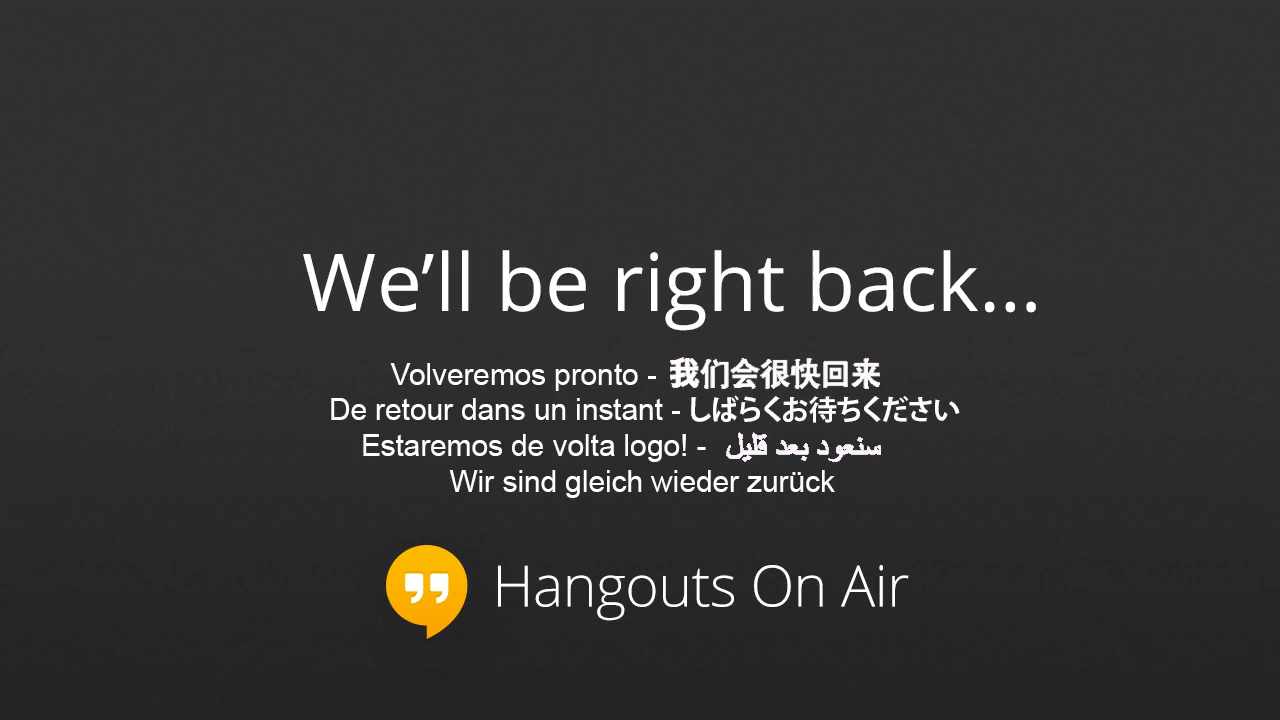 We’ll be right back...
Volveremos pronto - 我们会很快回来
De retour dans un instant - しばらくお待ちください
Estaremos de volta logo! - سنعود بعد قليل
Wir sind gleich wieder zurück
Hangouts On Air